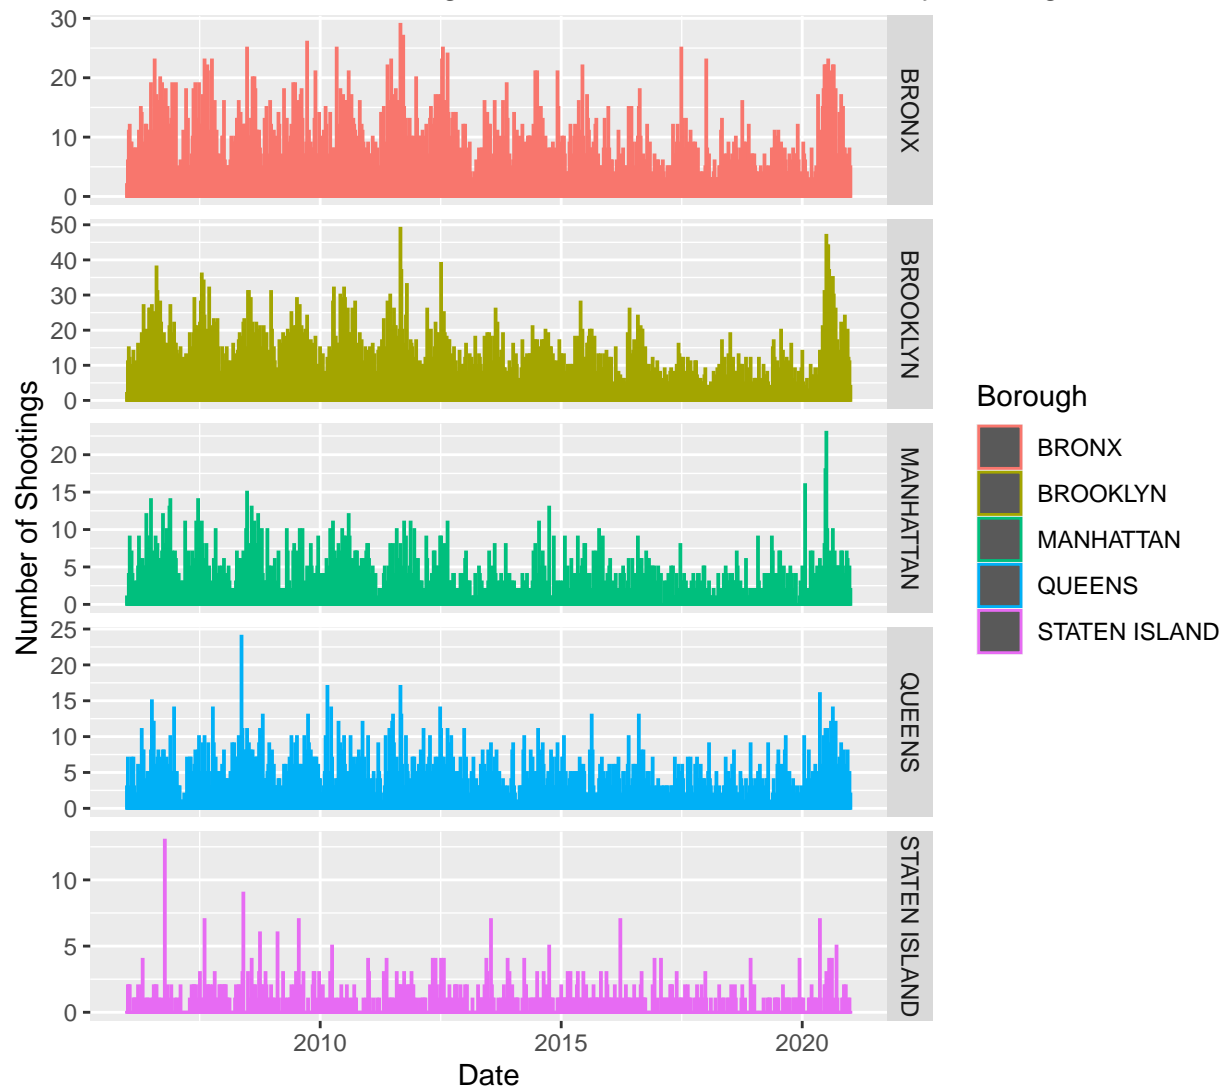 30
20
10
0
BRONX
50
40
30
20
10
0
BROOKLYN
20
15
10
5
0
MANHATTAN
25
20
15
10
5
0
QUEENS
10
5
0
STATEN ISLAND
2010
2015
2020
Date
Number of Shootings
Borough
BRONX
BROOKLYN
MANHATTAN
QUEENS
STATEN ISLAND